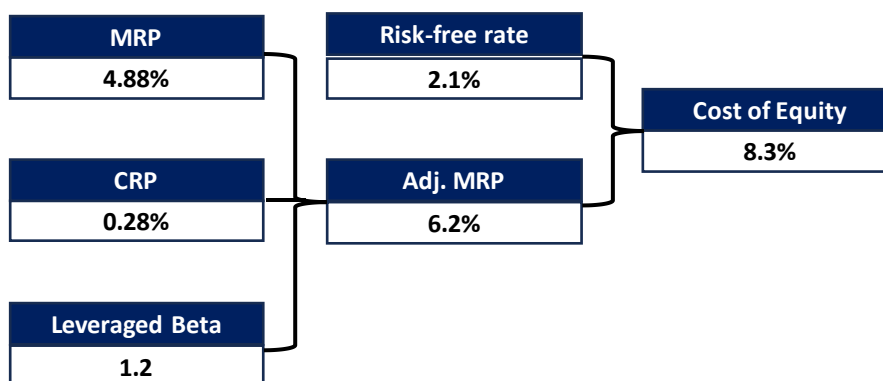 MRP
4.88%
Risk-free rate
2.1%
Cost of Equity
8.3%
CRP
0.28%
Adj. MRP
6.2%
Leveraged Beta
1.2